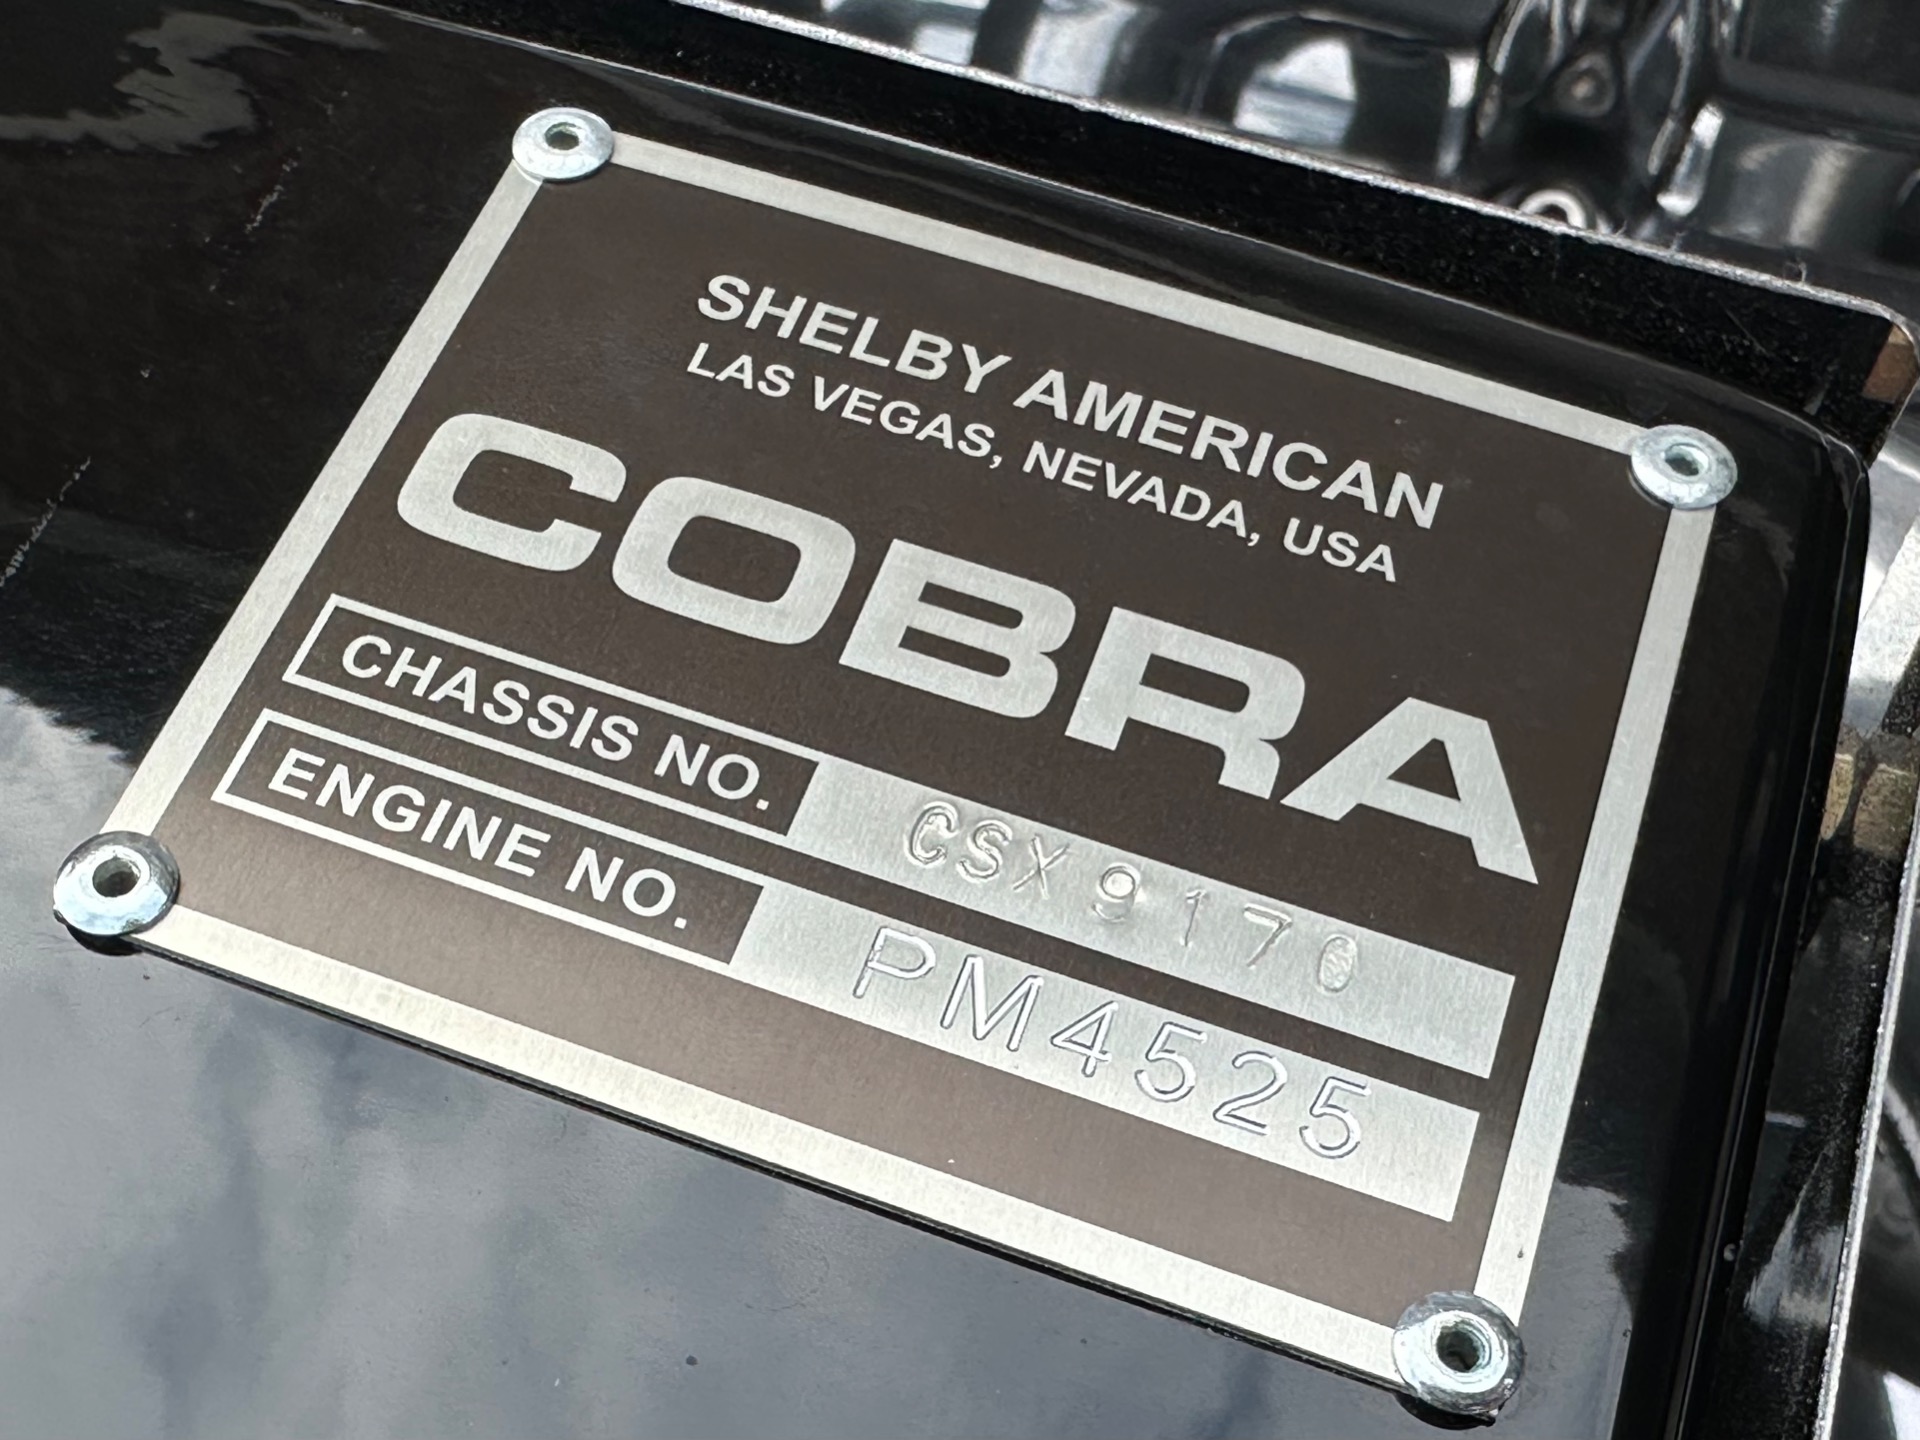 SHELBY AMERICAN
LAS VEGAS, NEVADA, USA
COBRA
CHASSIS NO. CSX9170
ENGINE NO. PM4525